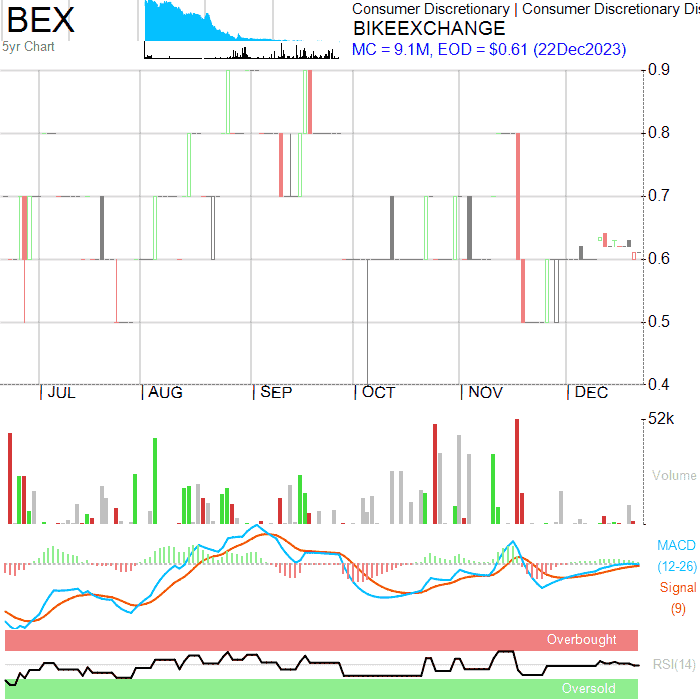 BEX
5yr Chart
Consumer Discretionary | Consumer Discretionary Dis
BIKEEXCHANGE
MC = 9.1M, EOD = $0.61 (22Dec2023)
0.9
0.8
0.7
0.6
0.5
0.4
JUL AUG SEP OCT NOV DEC
52k
Volume
MACD
(12-26)
Signal
(9)
Overbought
RSI(14)
Oversold